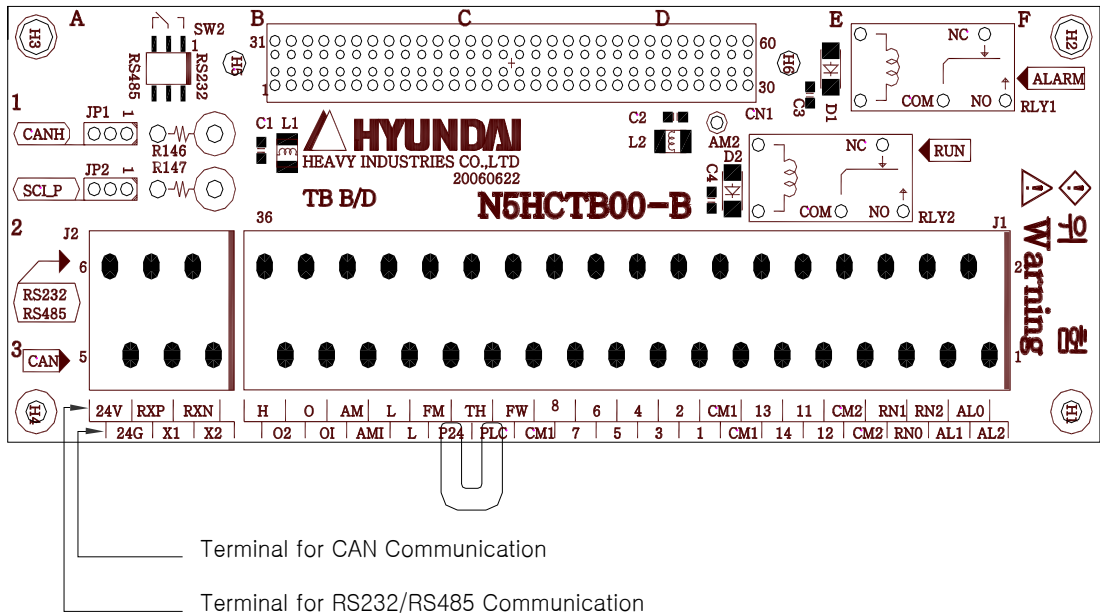 A B C D E F
H3
SW2
1
RS485
RS232
H5
31
60
1
30
CN1
H6
C3
D1
NC
COM
NO
RLY1
ALARM
H2
1
CANH
JP1
1
R146
R147
SCI_P
JP2
1
C1
L1
HYUNDAI
HEAVY INDUSTRIES CO.,LTD
20060622
TB B/D
N5HCTB00-B
C2
L2
AM2
D2
C4
NC
COM
NO
RLY2
RUN
위험
Warning
2
J2
36
J1
6
2
RS232
RS485
3
CAN
5
1
H4
H1
24V RXP RXN H O AM L FM TH FW 8 6 4 2 CM1 13 11 CM2 RN1 RN2 AL0
24G X1 X2 O2 OI AMI L P24 PLC CM1 7 5 3 1 CM1 14 12 CM2 RN0 AL1 AL2
Terminal for CAN Communication
Terminal for RS232/RS485 Communication